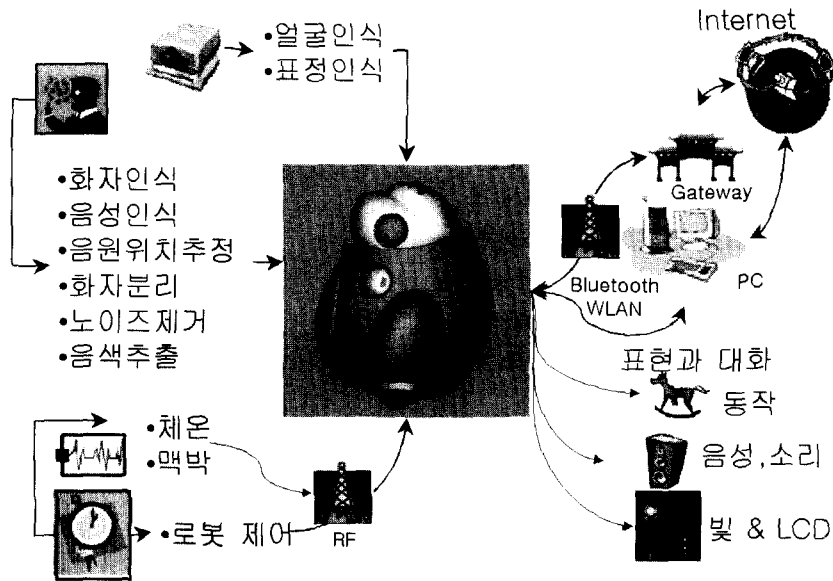 •얼굴인식
•표정인식
Internet
•화자인식
•음성인식
•음원위치추정
•화자분리
•노이즈제거
•음색추출
Gateway
Bluetooth
WLAN
PC
표현과 대화
동작
음성,소리
빛 & LCD
•체온
•맥박
•로봇 제어
RF